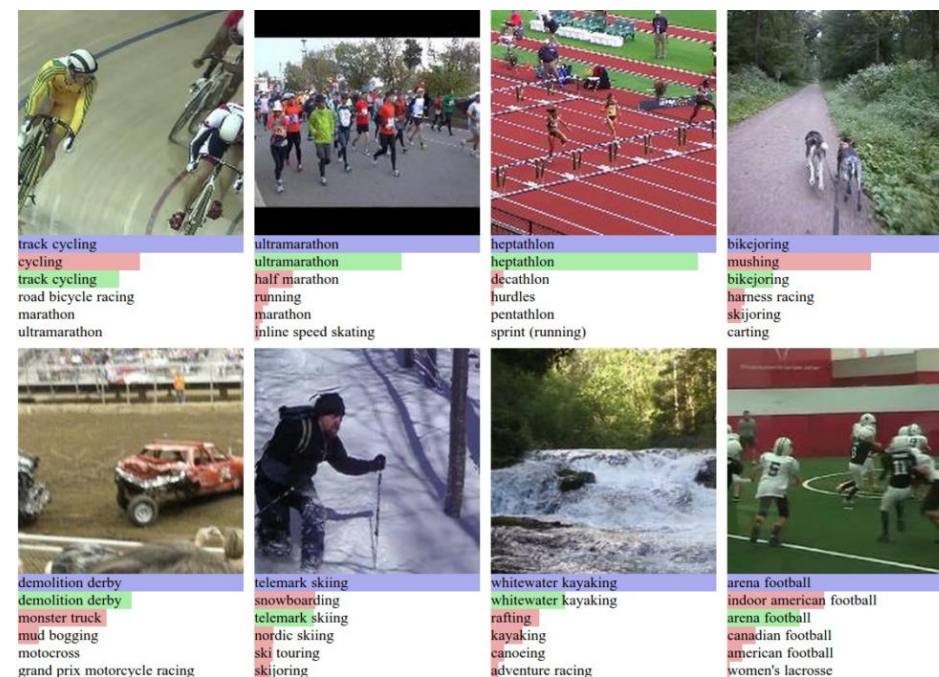 track cycling
cycling
track cycling
road bicycle racing
marathon
ultramarathon
ultramarathon
ultramarathon
half marathon
running
marathon
inline speed skating
heptathlon
heptathlon
decathlon
hurdles
pentathlon
sprint (running)
bikejoring
mushing
bikejoring
harness racing
skijoring
carting
demolition derby
demolition derby
monster truck
mud bogging
motocross
grand prix motorcycle racing
telemark skiing
snowboarding
telemark skiing
nordic skiing
ski touring
skijoring
whitewater kayaking
whitewater kayaking
rafting
kayaking
canoeing
adventure racing
arena football
indoor american football
arena football
canadian football
american football
women's lacrosse
5
11
9